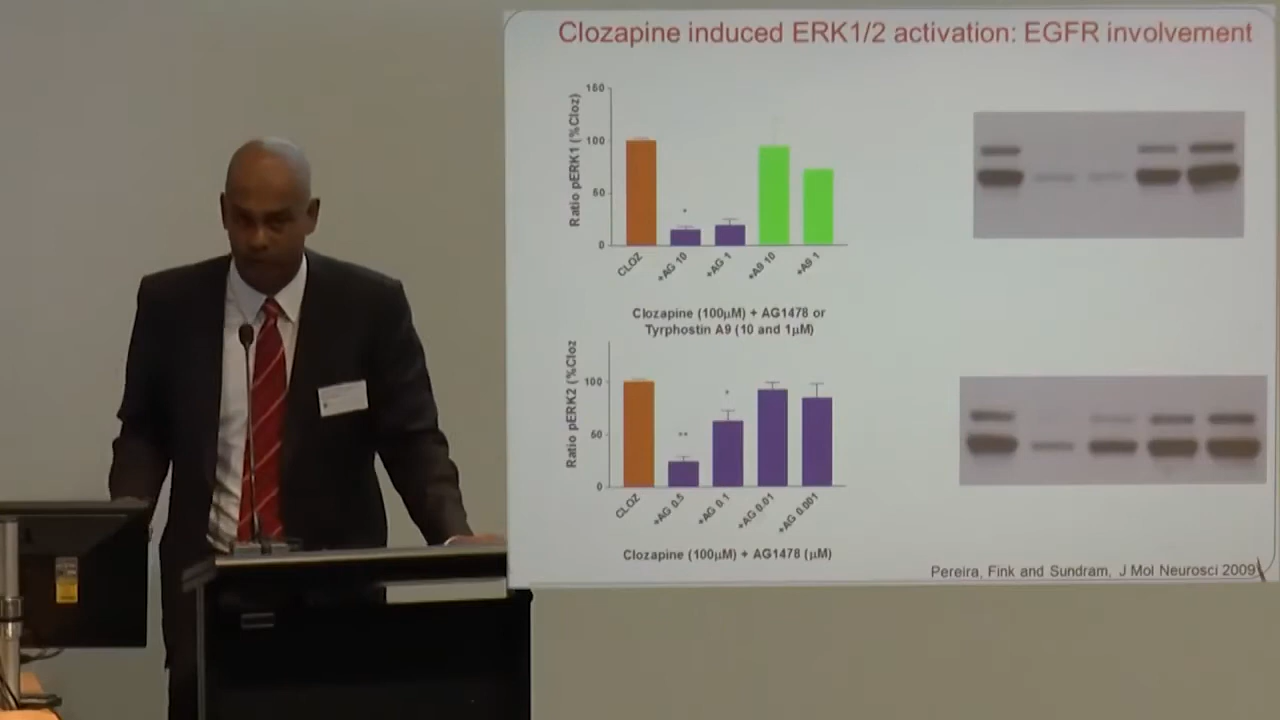 Clozapine induced ERK1/2 activation: EGFR involvement
Ratio pERK1 (%Cloz)
150
100
50
0
*
CLOZ
+AG 10
+AG 1
+A9 10
+A9 1
Clozapine (100µM) + AG1478 or
Tyrphostin A9 (10 and 1µM)
Ratio pERK2 (%Cloz
100
50
0
**
*
CLOZ
+AG 0.5
+AG 0.1
+AG 0.01
+AG 0.001
Clozapine (100µM) + AG1478 (µM)
Pereira, Fink and Sundram, J Mol Neurosci 2009